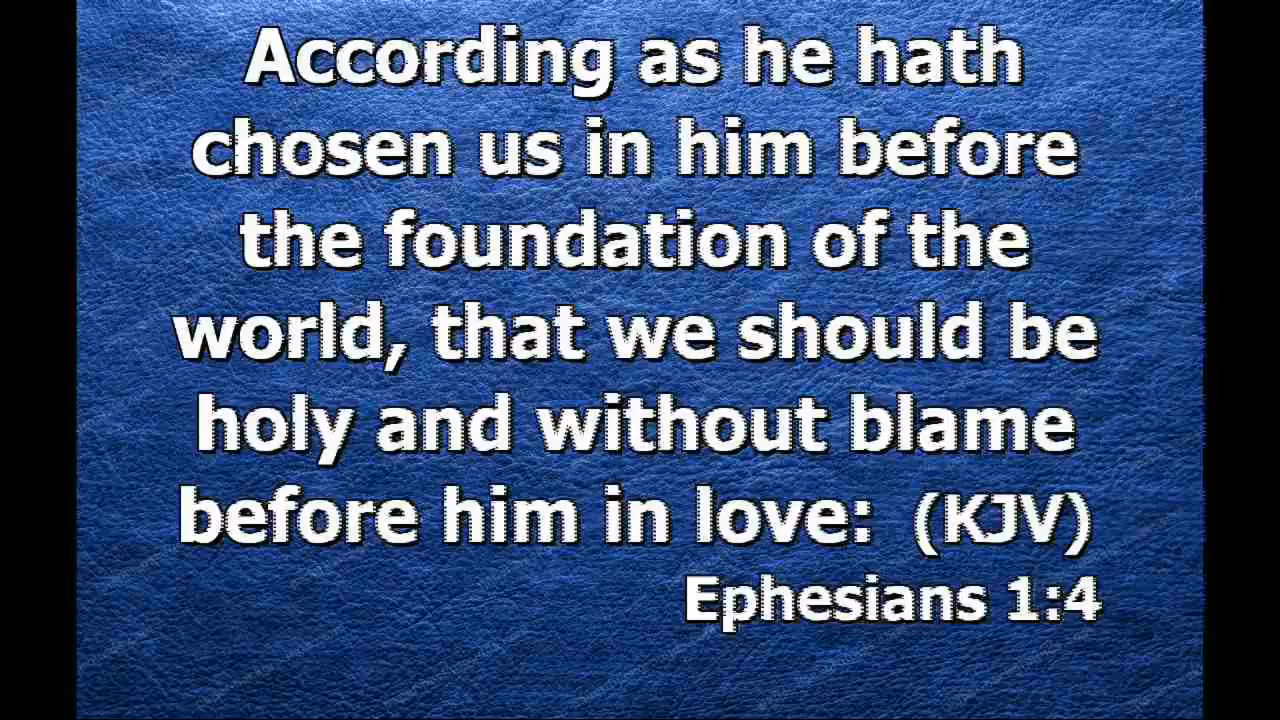 According as he hath
chosen us in him before
the foundation of the
world, that we should be
holy and without blame
before him in love:  (KJV)
Ephesians 1:4